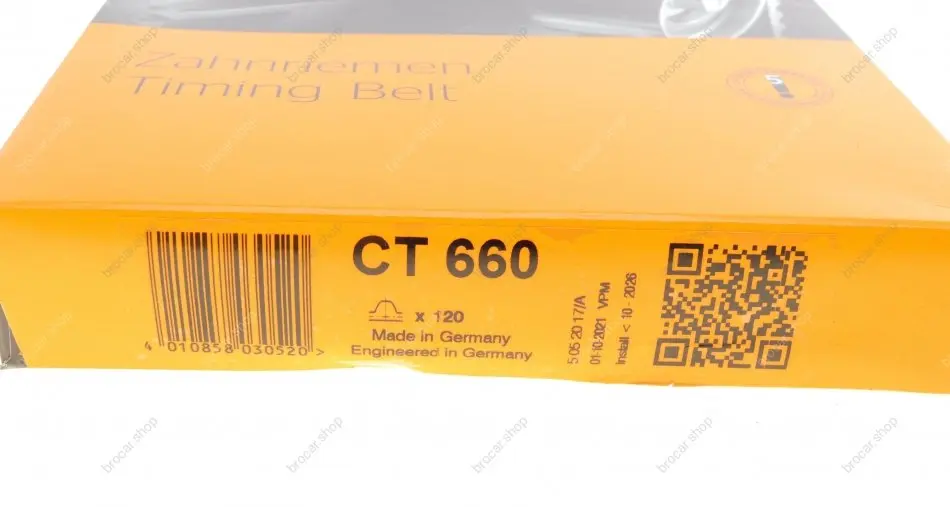 Zahnriemen
Timing Belt
5
CT 660
x 120
Made in Germany
Engineered in Germany
4 010858 030520 >
5 05 20 17/A
01-10-2021 VPM
Install < 10 - 2026
brocar.shop